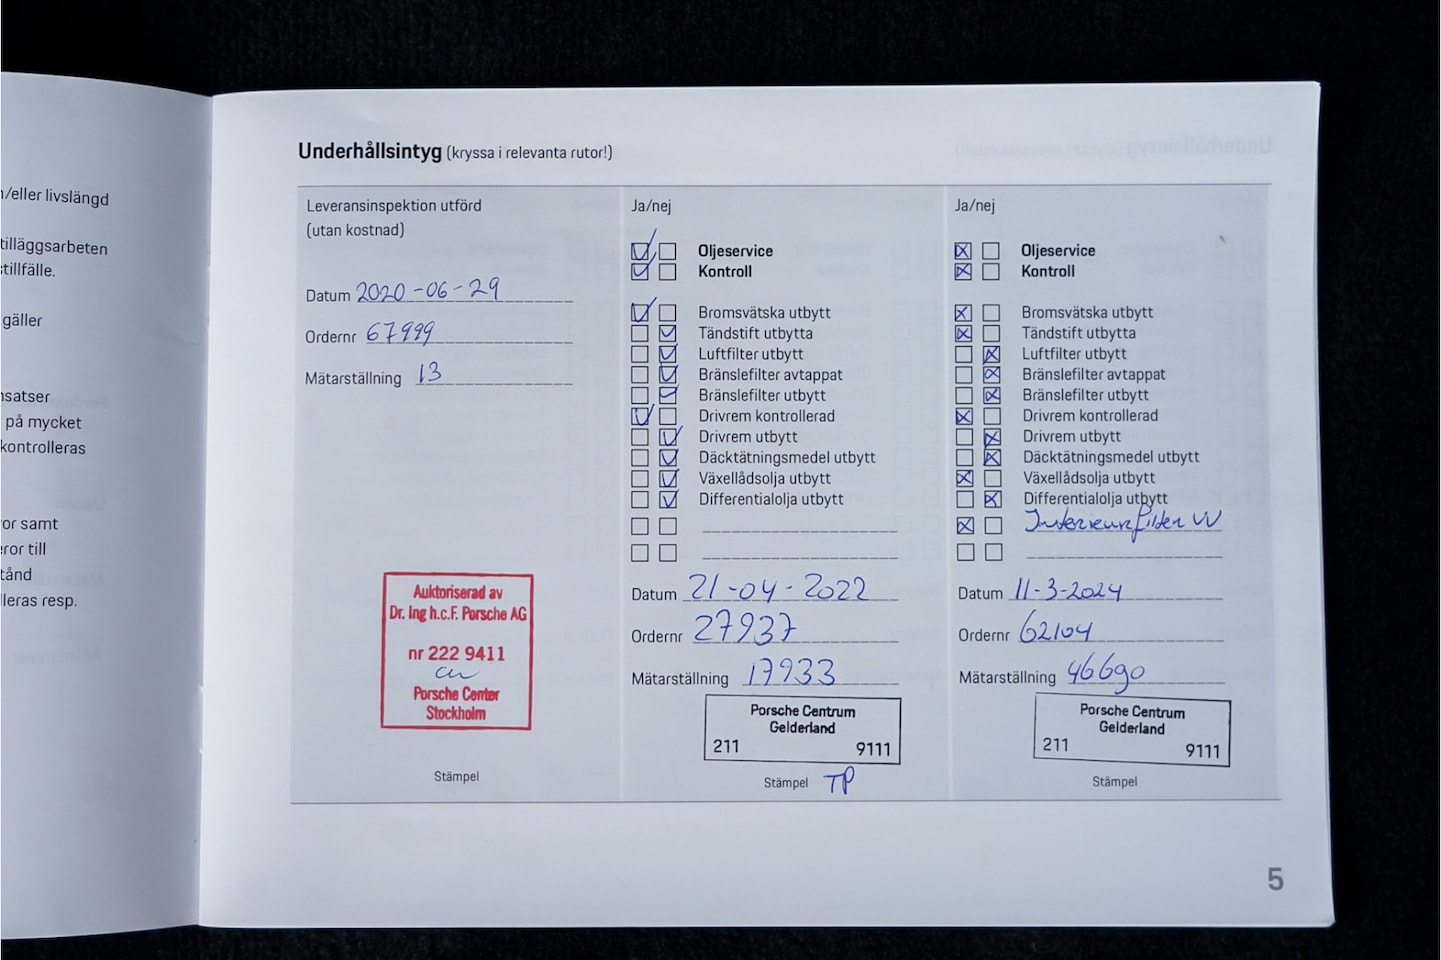 n/eller livslängd
tilläggsarbeten
stillfälle.
gäller
nsatser
på mycket
kontrolleras
or samt
eror till
tånd
lleras resp.
Underhållsintyg (kryssa i relevanta rutor!)
Leveransinspektion utförd
(utan kostnad)
Datum 2020-06-29
Ordernr 67999
Mätarställning 13
Auktoriserad av
Dr. Ing h.c.F. Porsche AG
nr 222 9411
Porsche Center
Stockholm
Stämpel
Ja/nej
Oljeservice
Kontroll
Bromsvätska utbytt
Tändstift utbytta
Luftfilter utbytt
Bränslefilter avtappat
Bränslefilter utbytt
Drivrem kontrollerad
Drivrem utbytt
Däcktätningsmedel utbytt
Växellådsolja utbytt
Differentialolja utbytt
Datum 21-04-2022
Ordernr 27937
Mätarställning 17933
Porsche Centrum
Gelderland
211 9111
Stämpel TP
Ja/nej
Oljeservice
Kontroll
Bromsvätska utbytt
Tändstift utbytta
Luftfilter utbytt
Bränslefilter avtappat
Bränslefilter utbytt
Drivrem kontrollerad
Drivrem utbytt
Däcktätningsmedel utbytt
Växellådsolja utbytt
Differentialolja utbytt
Interieurfilter VV
Datum 11-3-2024
Ordernr 62104
Mätarställning 46690
Porsche Centrum
Gelderland
211 9111
Stämpel
5